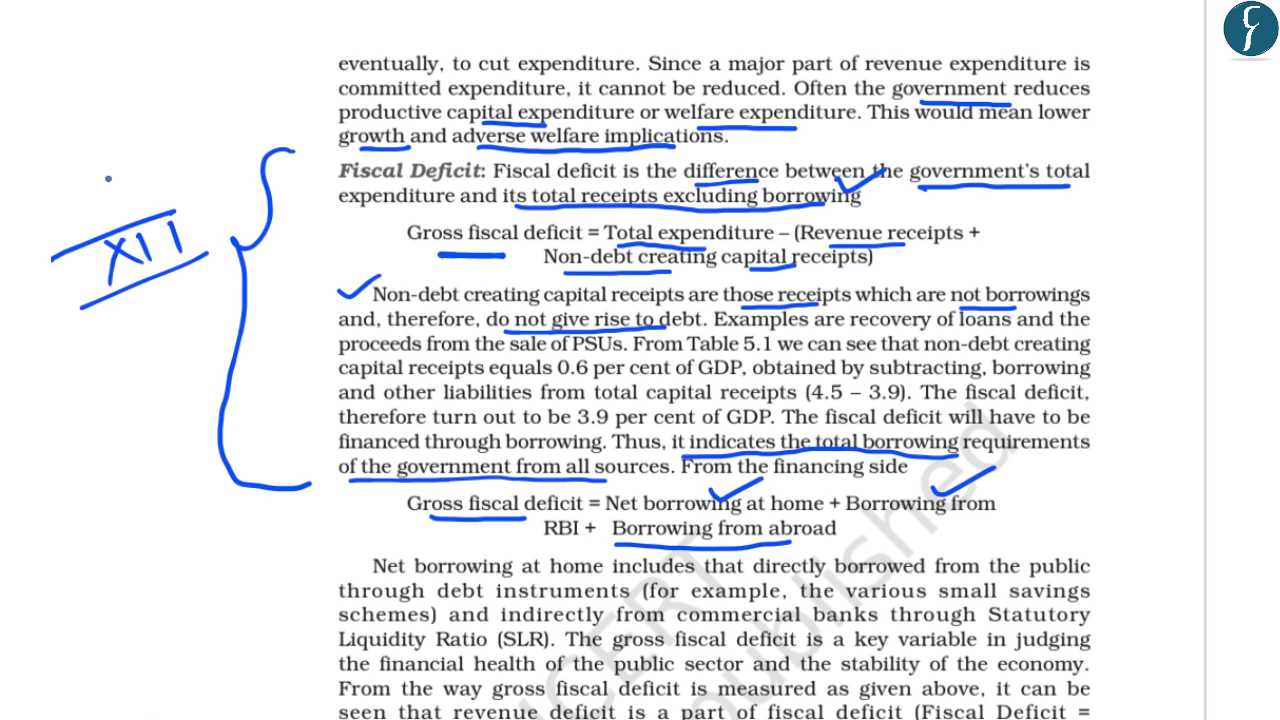 eventually, to cut expenditure. Since a major part of revenue expenditure is
committed expenditure, it cannot be reduced. Often the government reduces
productive capital expenditure or welfare expenditure. This would mean lower
growth and adverse welfare implications.
Fiscal Deficit: Fiscal deficit is the difference between the government's total
expenditure and its total receipts excluding borrowing
Gross fiscal deficit = Total expenditure – (Revenue receipts +
Non-debt creating capital receipts)
XII
Non-debt creating capital receipts are those receipts which are not borrowings
and, therefore, do not give rise to debt. Examples are recovery of loans and the
proceeds from the sale of PSUs. From Table 5.1 we can see that non-debt creating
capital receipts equals 0.6 per cent of GDP, obtained by subtracting, borrowing
and other liabilities from total capital receipts (4.5 – 3.9). The fiscal deficit,
therefore turn out to be 3.9 per cent of GDP. The fiscal deficit will have to be
financed through borrowing. Thus, it indicates the total borrowing requirements
of the government from all sources. From the financing side
Gross fiscal deficit = Net borrowing at home + Borrowing from
RBI + Borrowing from abroad
Net borrowing at home includes that directly borrowed from the public
through debt instruments (for example, the various small savings
schemes) and indirectly from commercial banks through Statutory
Liquidity Ratio (SLR). The gross fiscal deficit is a key variable in judging
the financial health of the public sector and the stability of the economy.
From the way gross fiscal deficit is measured as given above, it can be
seen that revenue deficit is a part of fiscal deficit (Fiscal Deficit =